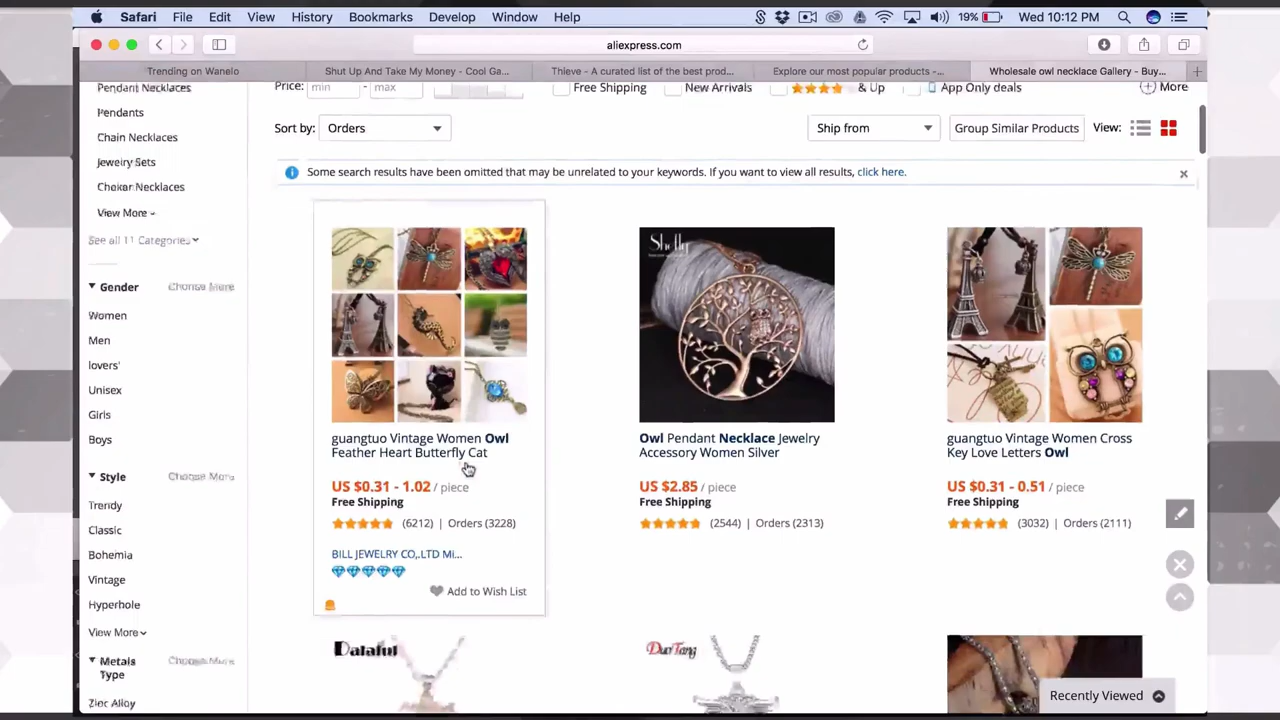 Safari File Edit View History Bookmarks Develop Window Help 19% Wed 10:12 PM
aliexpress.com
Trending on Wanelo
Shut Up And Take My Money - Cool Ga...
Thieve - A curated list of the best prod...
Explore our most popular products -...
Wholesale owl necklace Gallery - Buy...
Pendant Necklaces
Pendants
Chain Necklaces
Jewelry Sets
Choker Necklaces
View More
See all 11 Categories
Gender Choose More
Women
Men
lovers'
Unisex
Girls
Boys
Style Choose More
Trendy
Classic
Bohemia
Vintage
Hyperhole
View More
Metals Type Choose More
Zinc Alloy
Price: min - max Free Shipping New Arrivals & Up App Only deals More
Sort by: Orders Ship from Group Similar Products View:
Some search results have been omitted that may be unrelated to your keywords. If you want to view all results, click here.
guangtuo Vintage Women Owl
Feather Heart Butterfly Cat
US $0.31 - 1.02 / piece
Free Shipping
(6212) | Orders (3228)
BILL JEWELRY CO,.LTD Mi...
Add to Wish List
Shelly
Owl Pendant Necklace Jewelry
Accessory Women Silver
US $2.85 / piece
Free Shipping
(2544) | Orders (2313)
guangtuo Vintage Women Cross
Key Love Letters Owl
US $0.31 - 0.51 / piece
Free Shipping
(3032) | Orders (2111)
DuoTang
Recently Viewed